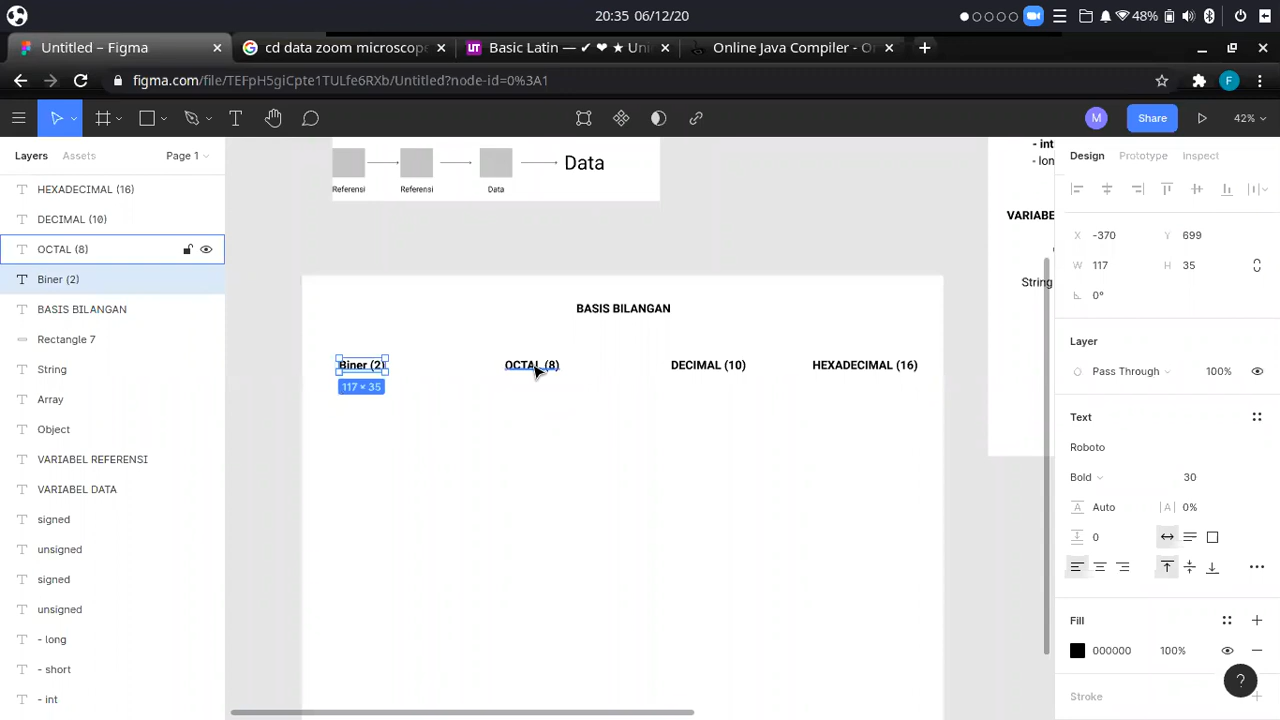 20:35 06/12/20
48%
Untitled – Figma
cd data zoom microscope
UT Basic Latin — ✔ ❤ ★ Uni
Online Java Compiler - On
figma.com/file/TEFpH5giCpte1TULfe6RXb/Untitled?node-id=0%3A1
F
M
Share
42%
Layers
Assets
Page 1
HEXADECIMAL (16)
DECIMAL (10)
OCTAL (8)
Biner (2)
BASIS BILANGAN
Rectangle 7
String
Array
Object
VARIABEL REFERENSI
VARIABEL DATA
signed
unsigned
signed
unsigned
- long
- short
- int
Data
Referensi
Referensi
Data
BASIS BILANGAN
Biner (2)
OCTAL (8)
DECIMAL (10)
HEXADECIMAL (16)
117 × 35
- int
- lon
VARIABE
String
Design
Prototype
Inspect
X -370
Y 699
W 117
H 35
0°
Layer
Pass Through
100%
Text
Roboto
Bold
30
Auto
0%
0
Fill
000000
100%
Stroke
?